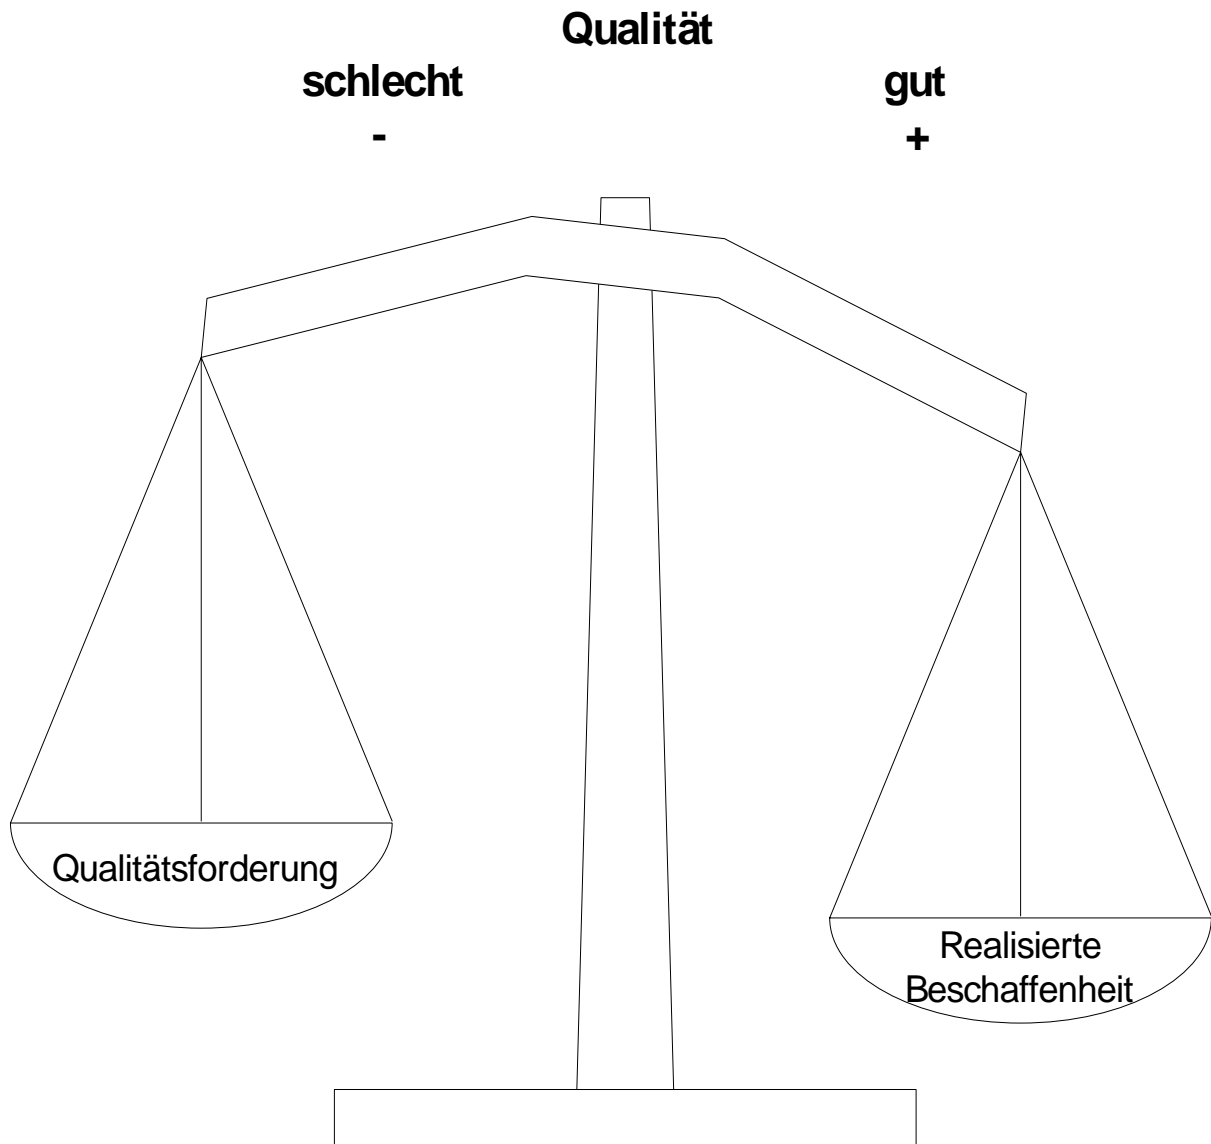 Qualität
schlecht gut
- +
Qualitätsforderung
Realisierte
Beschaffenheit